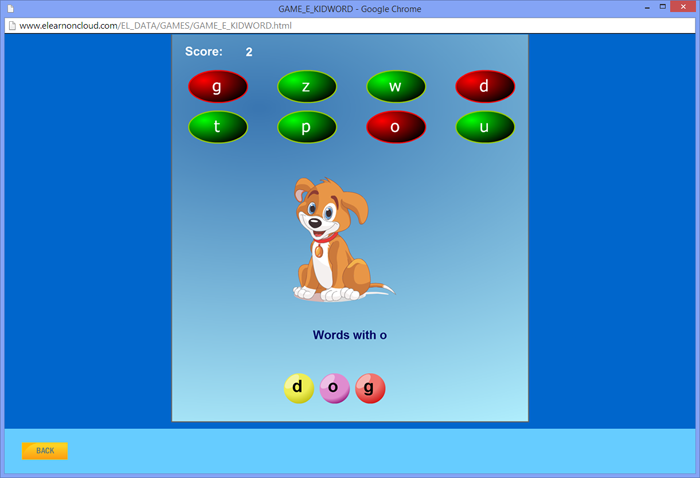 GAME_E_KIDWORD - Google Chrome
www.elearnoncloud.com/EL_DATA/GAMES/GAME_E_KIDWORD.html
Score: 2
g z w d
t p o u
Words with o
d o g
BACK